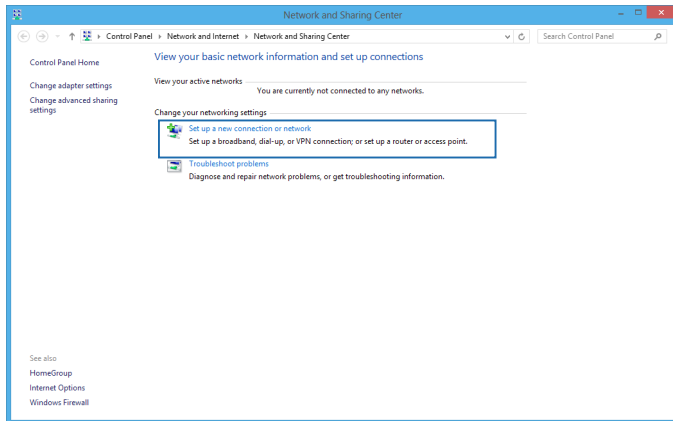 Network and Sharing Center
Control Panel Network and Internet Network and Sharing Center
Search Control Panel
Control Panel Home
Change adapter settings
Change advanced sharing
settings
View your basic network information and set up connections
View your active networks
You are currently not connected to any networks.
Change your networking settings
Set up a new connection or network
Set up a broadband, dial-up, or VPN connection; or set up a router or access point.
Troubleshoot problems
Diagnose and repair network problems, or get troubleshooting information.
See also
HomeGroup
Internet Options
Windows Firewall